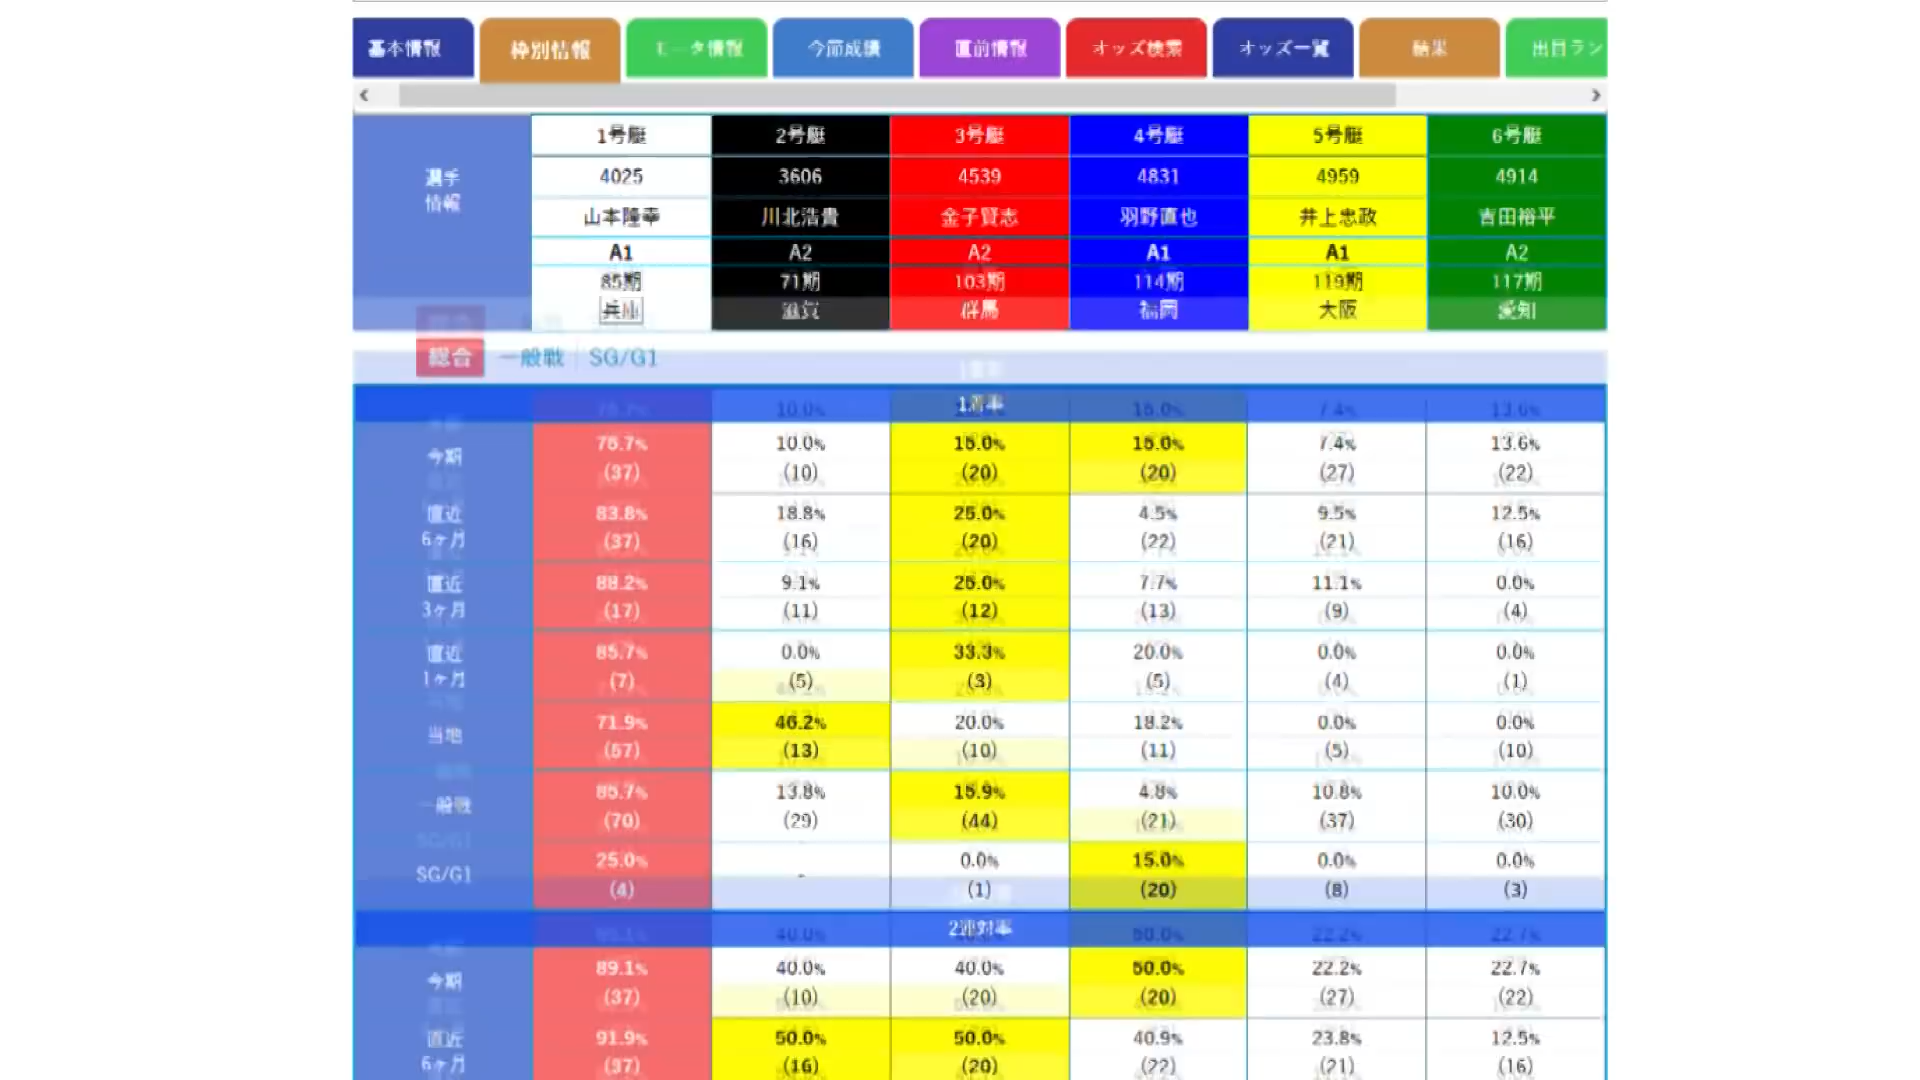 基本情報 枠別情報 モータ情報 今節成績 直前情報 オッズ検索 オッズ一覧 結果 出目ラン
選手情報 1号艇 2号艇 3号艇 4号艇 5号艇 6号艇
4025 3606 4539 4831 4959 4914
山本隆幸 川北浩貴 金子賢志 羽野直也 井上忠政 吉田裕平
A1 A2 A2 A1 A1 A2
85期 71期 103期 114期 119期 117期
兵庫 滋賀 群馬 福岡 大阪 愛知
総合 一般戦 SG/G1
1着率
今期 75.7% 10.0% 15.0% 15.0% 7.4% 13.6%
(37) (10) (20) (20) (27) (22)
直近 83.8% 18.8% 25.0% 4.5% 9.5% 12.5%
6ヶ月 (37) (16) (20) (22) (21) (16)
直近 88.2% 9.1% 25.0% 7.7% 11.1% 0.0%
3ヶ月 (17) (11) (12) (13) (9) (4)
直近 85.7% 0.0% 33.3% 20.0% 0.0% 0.0%
1ヶ月 (7) (5) (3) (5) (4) (1)
当地 71.9% 46.2% 20.0% 18.2% 0.0% 0.0%
(57) (13) (10) (11) (5) (10)
一般戦 85.7% 13.8% 15.9% 4.8% 10.8% 10.0%
(70) (29) (44) (21) (37) (30)
SG/G1 25.0% - 0.0% 15.0% 0.0% 0.0%
(4) (1) (20) (8) (3)
2連対率
今期 89.1% 40.0% 40.0% 50.0% 22.2% 22.7%
(37) (10) (20) (20) (27) (22)
直近 91.9% 50.0% 50.0% 40.9% 23.8% 12.5%
6ヶ月 (37) (16) (20) (22) (21) (16)